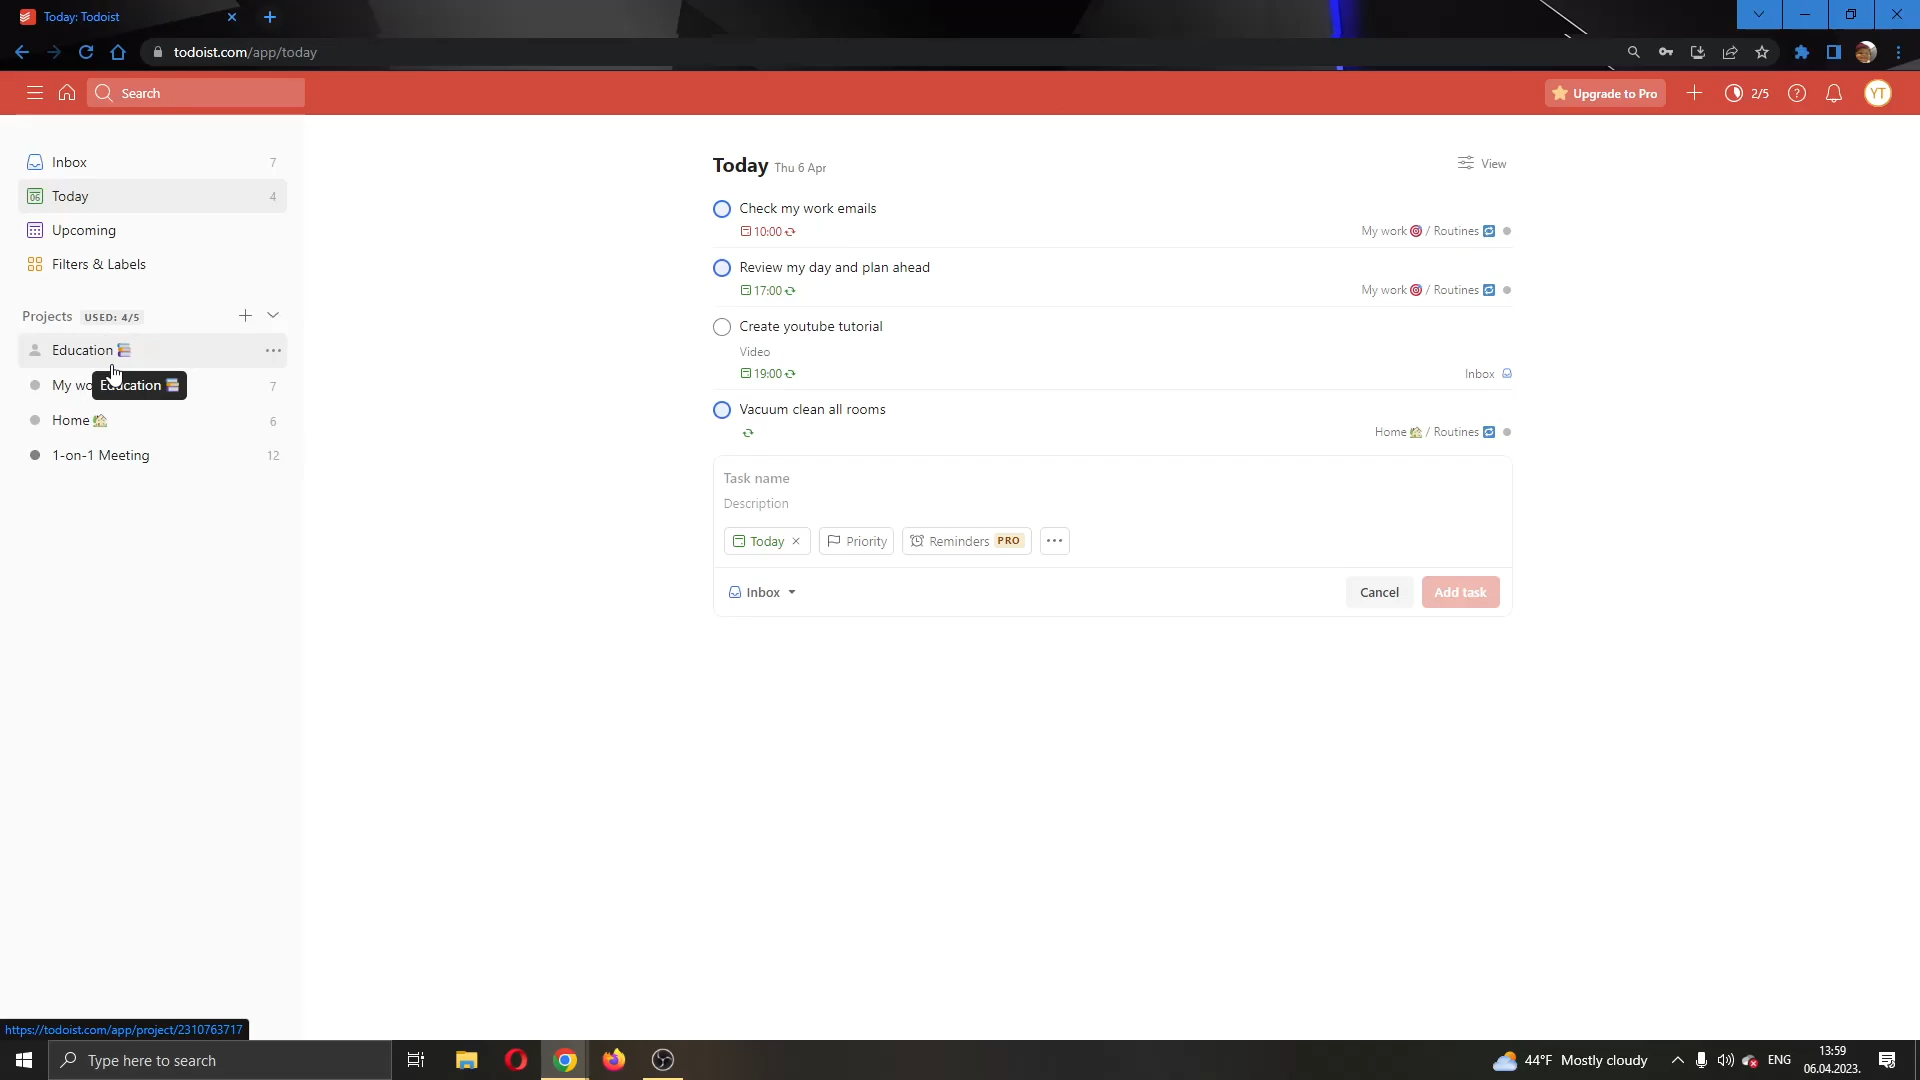 Today: Todoist
todoist.com/app/today
Search
Upgrade to Pro
2/5
YT
Inbox 7
06 Today 4
Upcoming
Filters & Labels
Projects USED: 4/5
Education
My wo 7
Education
Home 6
1-on-1 Meeting 12
Today Thu 6 Apr
View
Check my work emails
10:00
My work / Routines
Review my day and plan ahead
17:00
My work / Routines
Create youtube tutorial
Video
19:00
Inbox
Vacuum clean all rooms
Home / Routines
Task name
Description
Today
Priority
Reminders PRO
Inbox
Cancel
Add task
https://todoist.com/app/project/2310763717
Type here to search
44°F Mostly cloudy
ENG
13:59
06.04.2023.